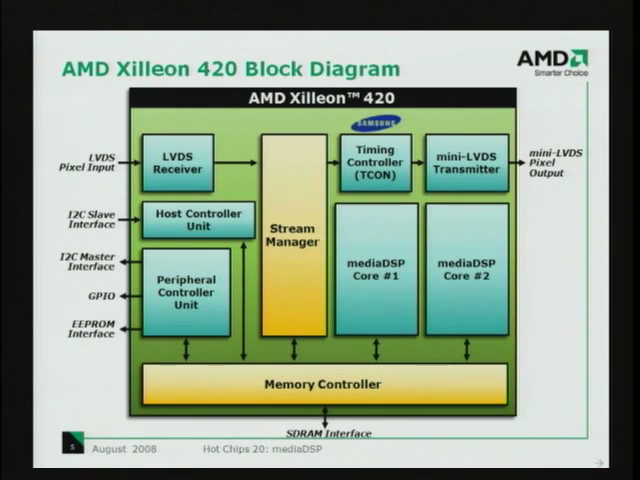 AMD Xilleon 420 Block Diagram
AMD
Smarter Choice
AMD Xilleon™ 420
SAMSUNG
LVDS
Pixel Input
LVDS
Receiver
Timing
Controller
(TCON)
mini-LVDS
Transmitter
mini-LVDS
Pixel
Output
I2C Slave
Interface
Host Controller
Unit
Stream
Manager
I2C Master
Interface
GPIO
EEPROM
Interface
Peripheral
Controller
Unit
mediaDSP
Core #1
mediaDSP
Core #2
Memory Controller
SDRAM Interface
5
August 2008
Hot Chips 20: mediaDSP